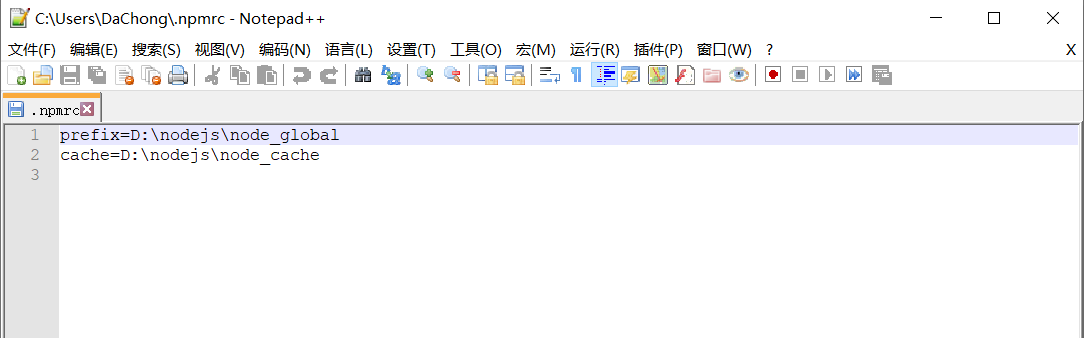 C:\Users\DaChong\.npmrc - Notepad++
文件(F) 编辑(E) 搜索(S) 视图(V) 编码(N) 语言(L) 设置(T) 工具(O) 宏(M) 运行(R) 插件(P) 窗口(W) ? X
.npmrc
1 prefix=D:\nodejs\node_global
2 cache=D:\nodejs\node_cache
3